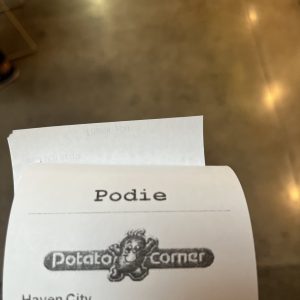 Podie
Potato corner
Haven City